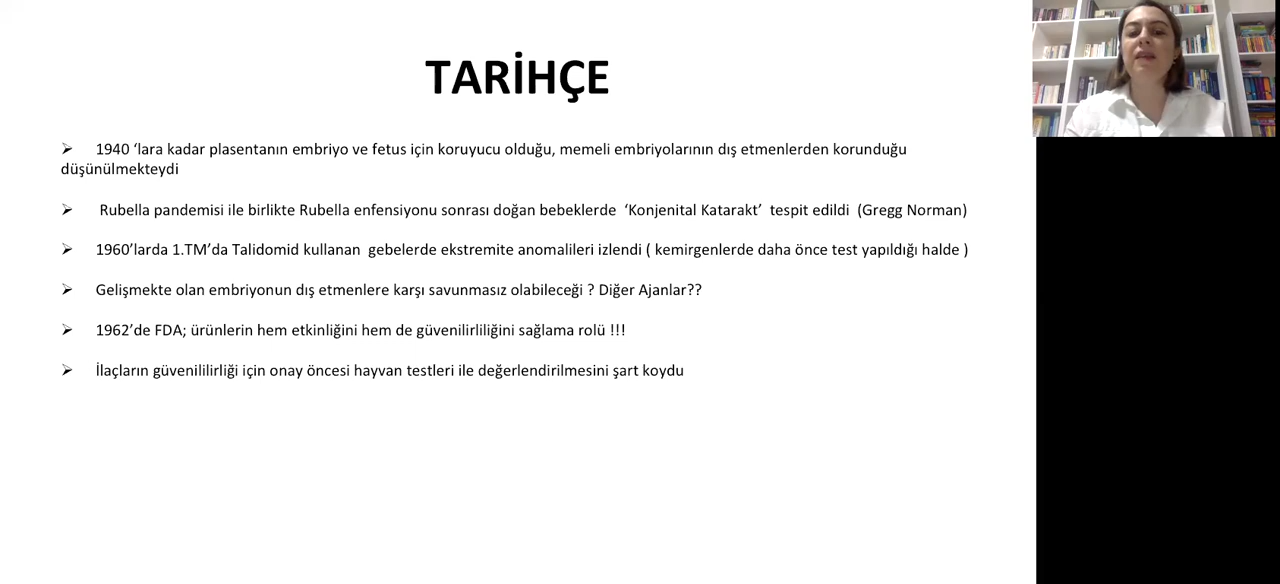 TARİHÇE
➢ 1940 ‘lara kadar plasentanın embriyo ve fetus için koruyucu olduğu, memeli embriyolarının dış etmenlerden korunduğu
düşünülmekteydi
➢ Rubella pandemisi ile birlikte Rubella enfensiyonu sonrası doğan bebeklerde ‘Konjenital Katarakt’ tespit edildi (Gregg Norman)
➢ 1960’larda 1.TM’da Talidomid kullanan gebelerde ekstremite anomalileri izlendi ( kemirgenlerde daha önce test yapıldığı halde )
➢ Gelişmekte olan embriyonun dış etmenlere karşı savunmasız olabileceği ? Diğer Ajanlar??
➢ 1962’de FDA; ürünlerin hem etkinliğini hem de güvenilirliliğini sağlama rolü !!!
➢ İlaçların güvenililirliği için onay öncesi hayvan testleri ile değerlendirilmesini şart koydu